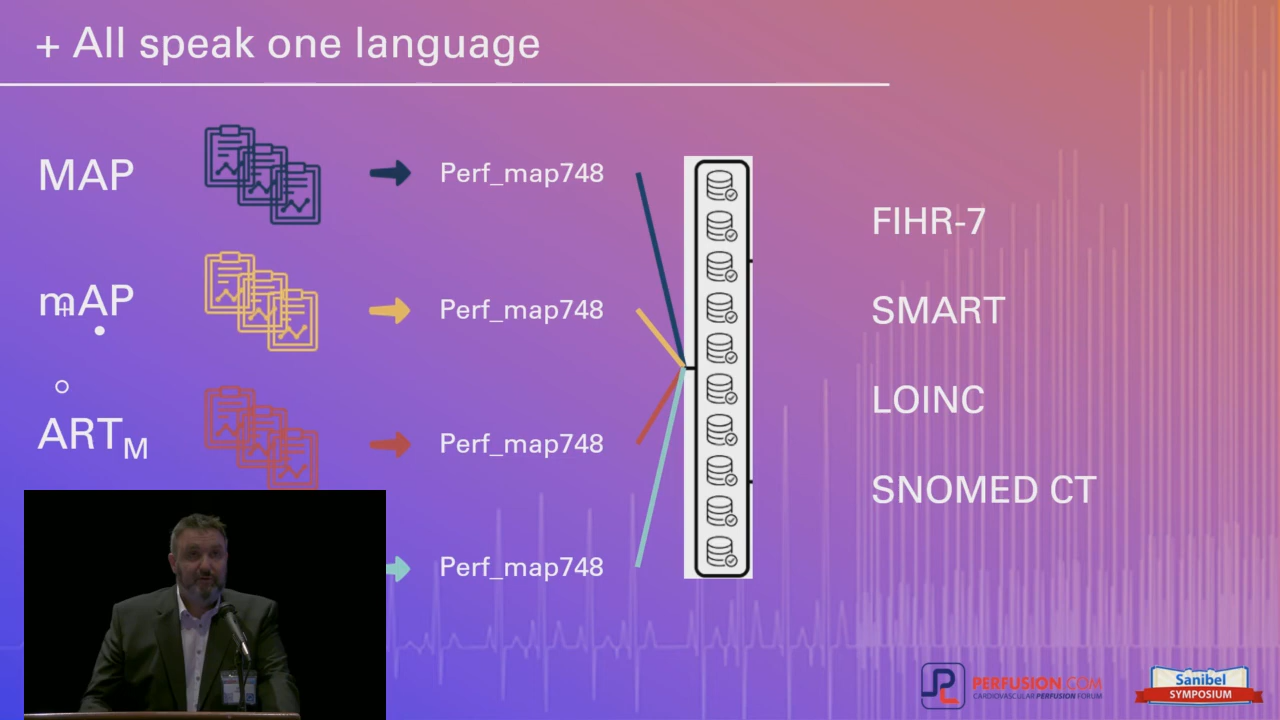 + All speak one language
MAP
Perf_map748
mAP
Perf_map748
ART_M
Perf_map748
Perf_map748
FIHR-7
SMART
LOINC
SNOMED CT
PERFUSION.COM
CARDIOVASCULAR PERFUSION FORUM
Sanibel
SYMPOSIUM